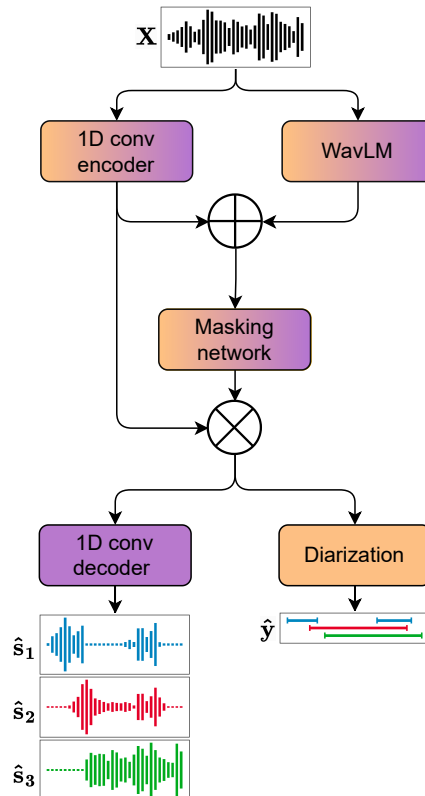 X
1D conv
encoder
WavLM
Masking
network
1D conv
decoder
Diarization
ŝ₁
ŷ
ŝ₂
ŝ₃